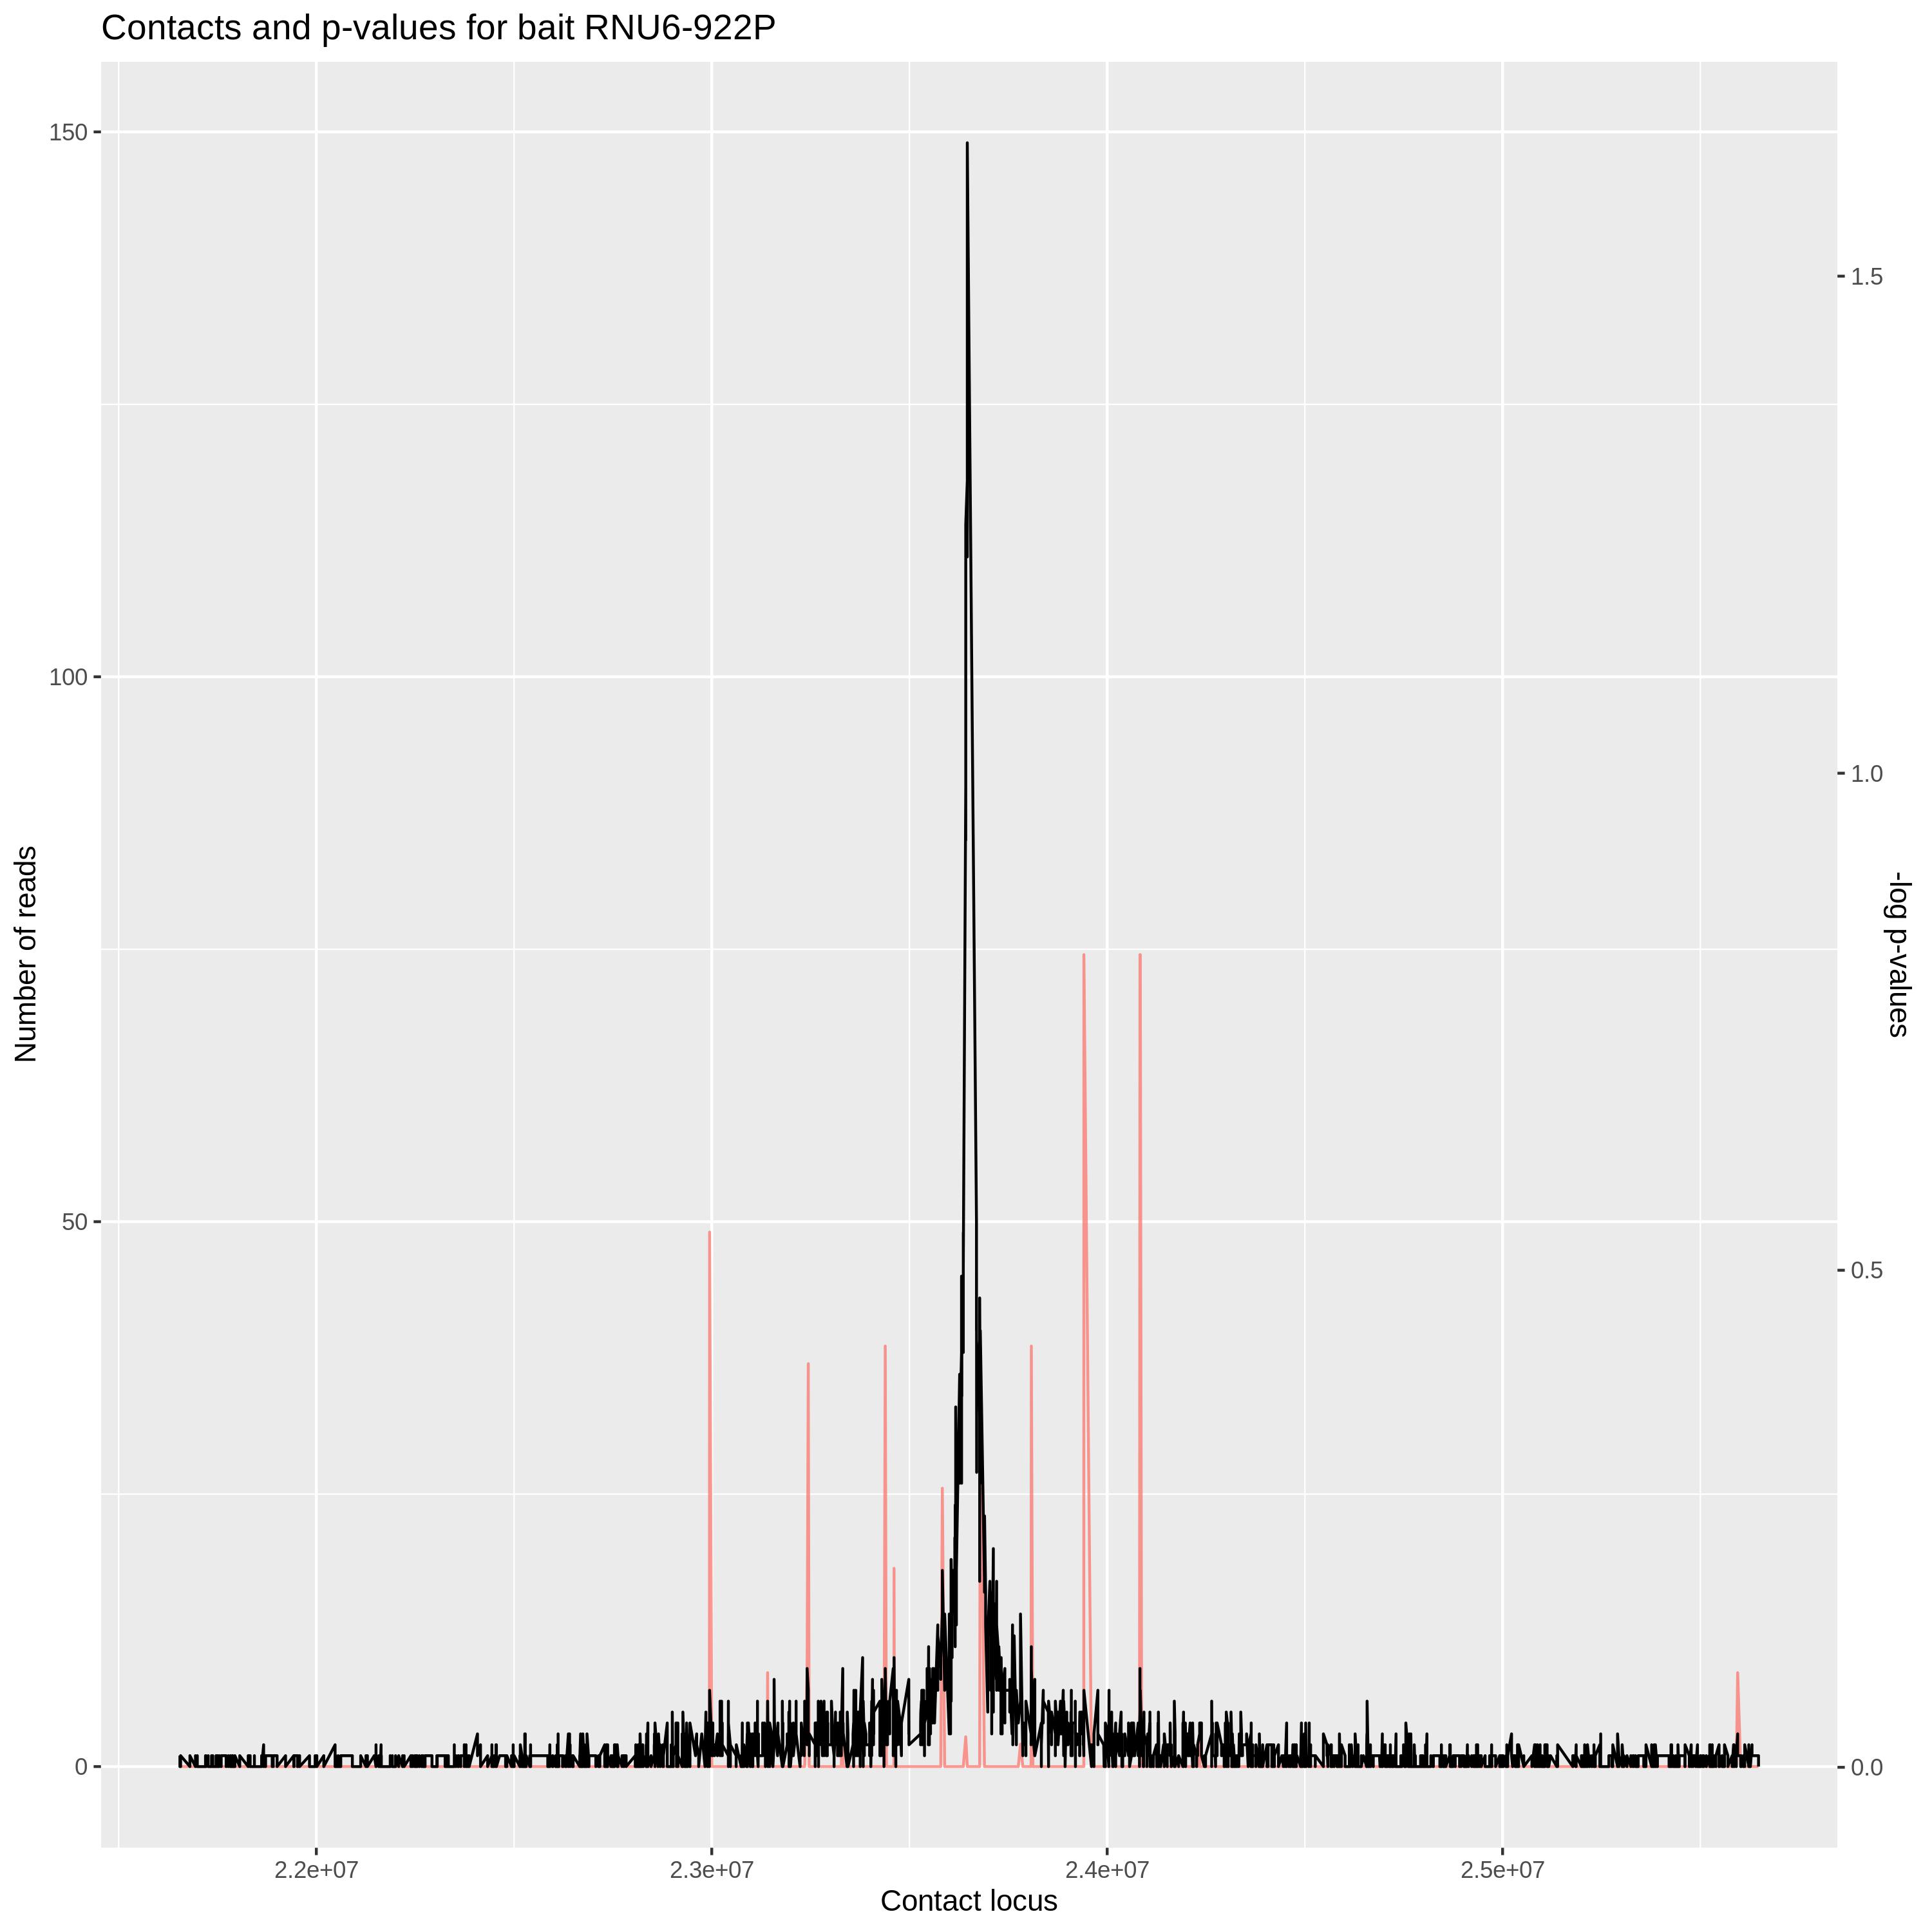 Contacts and p-values for bait RNU6-922P
150
100
50
0
Number of reads
1.5
1.0
0.5
0.0
-log p-values
2.2e+07 2.3e+07 2.4e+07 2.5e+07
Contact locus